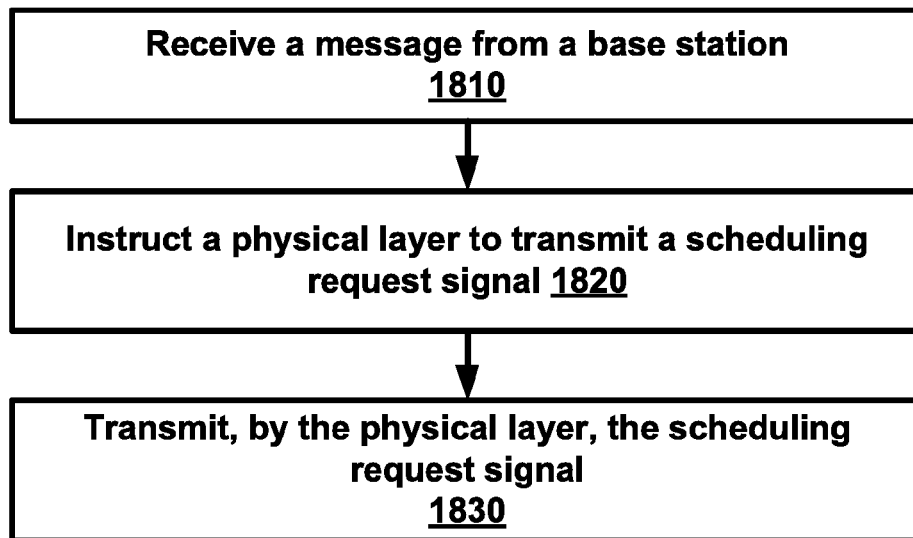 Receive a message from a base station
1810
Instruct a physical layer to transmit a scheduling
request signal 1820
Transmit, by the physical layer, the scheduling
request signal
1830